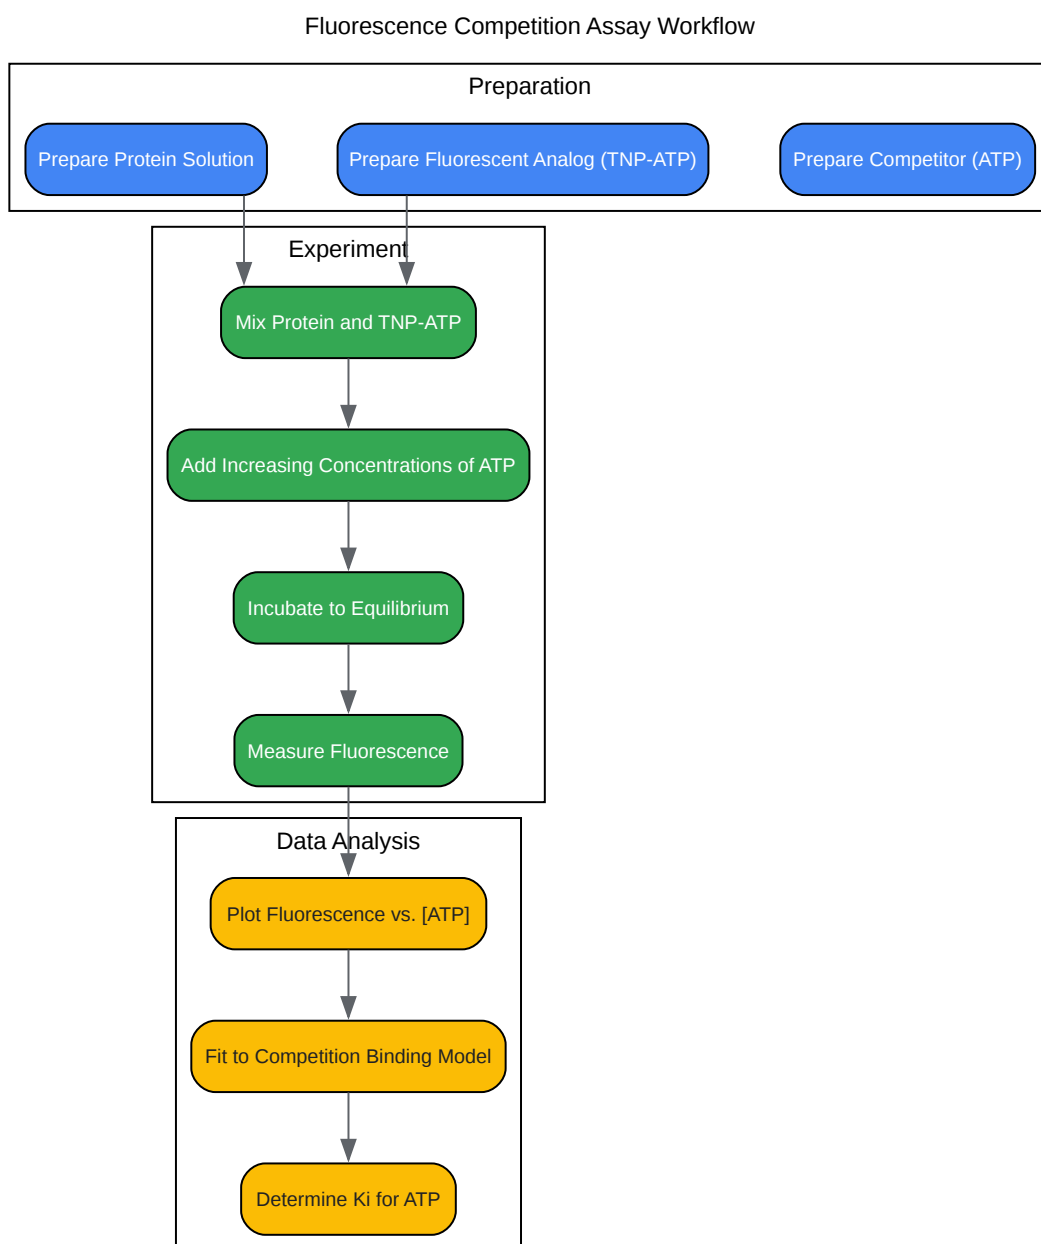 Fluorescence Competition Assay Workflow
Preparation
Prepare Protein Solution
Prepare Fluorescent Analog (TNP-ATP)
Prepare Competitor (ATP)
Experiment
Mix Protein and TNP-ATP
Add Increasing Concentrations of ATP
Incubate to Equilibrium
Measure Fluorescence
Data Analysis
Plot Fluorescence vs. [ATP]
Fit to Competition Binding Model
Determine Ki for ATP